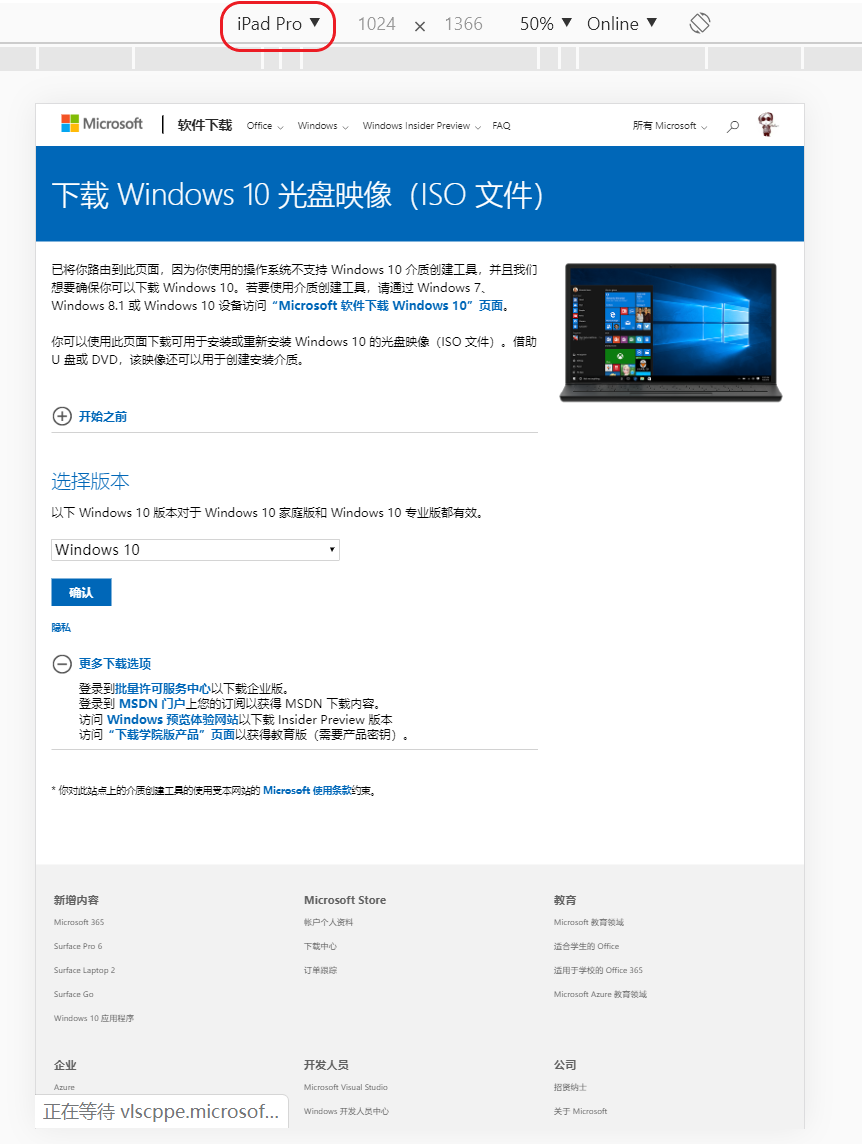 iPad Pro ▼ 1024 × 1366 50% ▼ Online ▼
Microsoft | 软件下载 Office Windows Windows Insider Preview FAQ 所有 Microsoft
下载 Windows 10 光盘映像（ISO 文件）
已将你路由到此页面，因为你使用的操作系统不支持 Windows 10 介质创建工具，并且我们
想要确保你可以下载 Windows 10。若要使用介质创建工具，请通过 Windows 7、
Windows 8.1 或 Windows 10 设备访问“Microsoft 软件下载 Windows 10”页面。
你可以使用此页面下载可用于安装或重新安装 Windows 10 的光盘映像（ISO 文件）。借助
U 盘或 DVD，该映像还可以用于创建安装介质。
开始之前
选择版本
以下 Windows 10 版本对于 Windows 10 家庭版和 Windows 10 专业版都有效。
Windows 10
确认
隐私
更多下载选项
登录到批量许可服务中心以下载企业版。
登录到 MSDN 门户上您的订阅以获得 MSDN 下载内容。
访问 Windows 预览体验网站以下载 Insider Preview 版本
访问“下载学院版产品”页面以获得教育版（需要产品密钥）。
* 你对此站点上的介质创建工具的使用受本网站的 Microsoft 使用条款约束。
新增内容 Microsoft Store 教育
Microsoft 365 帐户个人资料 Microsoft 教育领域
Surface Pro 6 下载中心 适合学生的 Office
Surface Laptop 2 订单跟踪 适用于学校的 Office 365
Surface Go Microsoft Azure 教育领域
Windows 10 应用程序
企业 开发人员 公司
Azure Microsoft Visual Studio 招贤纳士
正在等待 vlscppe.microsof... Windows 开发人员中心 关于 Microsoft